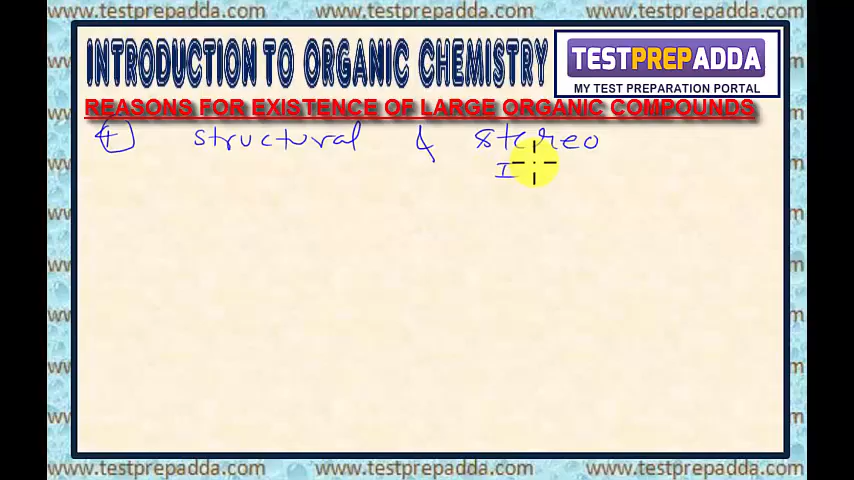 www.testprepadda.com www.testprepadda.com www.testprepadda.com
INTRODUCTION TO ORGANIC CHEMISTRY
TESTPREPADDA
MY TEST PREPARATION PORTAL
REASONS FOR EXISTENCE OF LARGE ORGANIC COMPOUNDS
structural & stereo
I
www.testprepadda.com www.testprepadda.com www.testprepadda.com